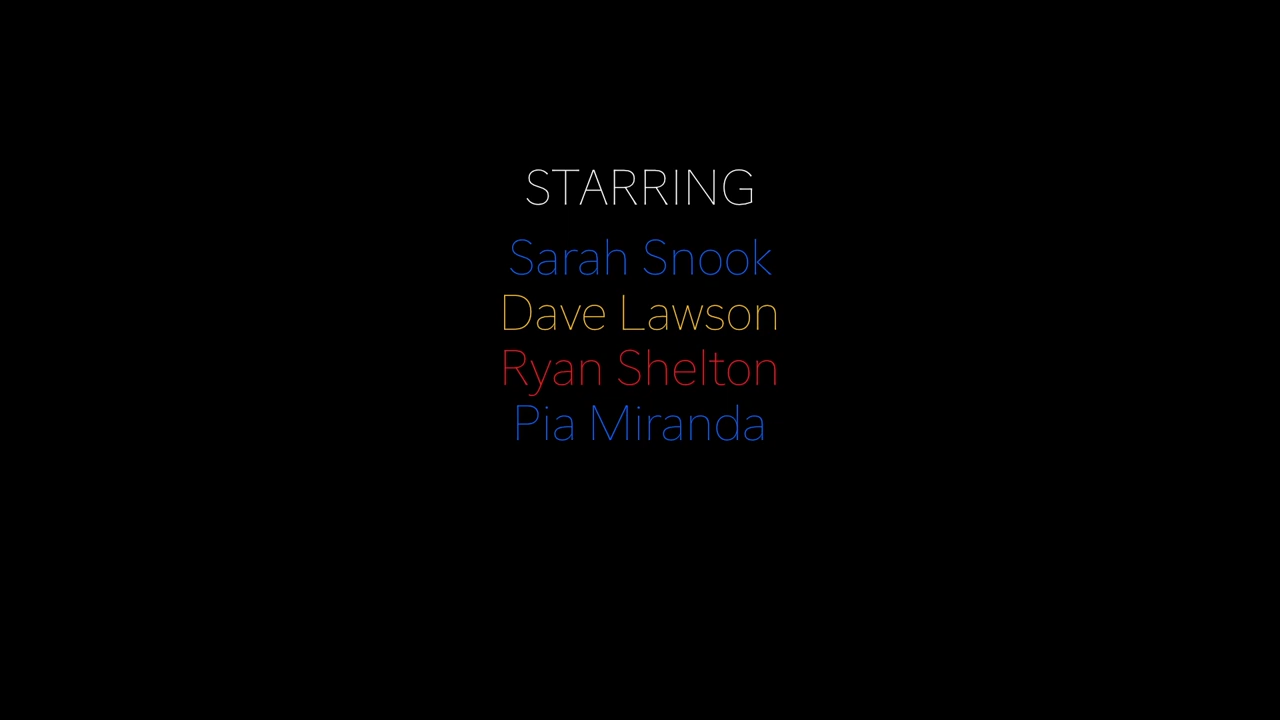 STARRING
Sarah Snook
Dave Lawson
Ryan Shelton
Pia Miranda